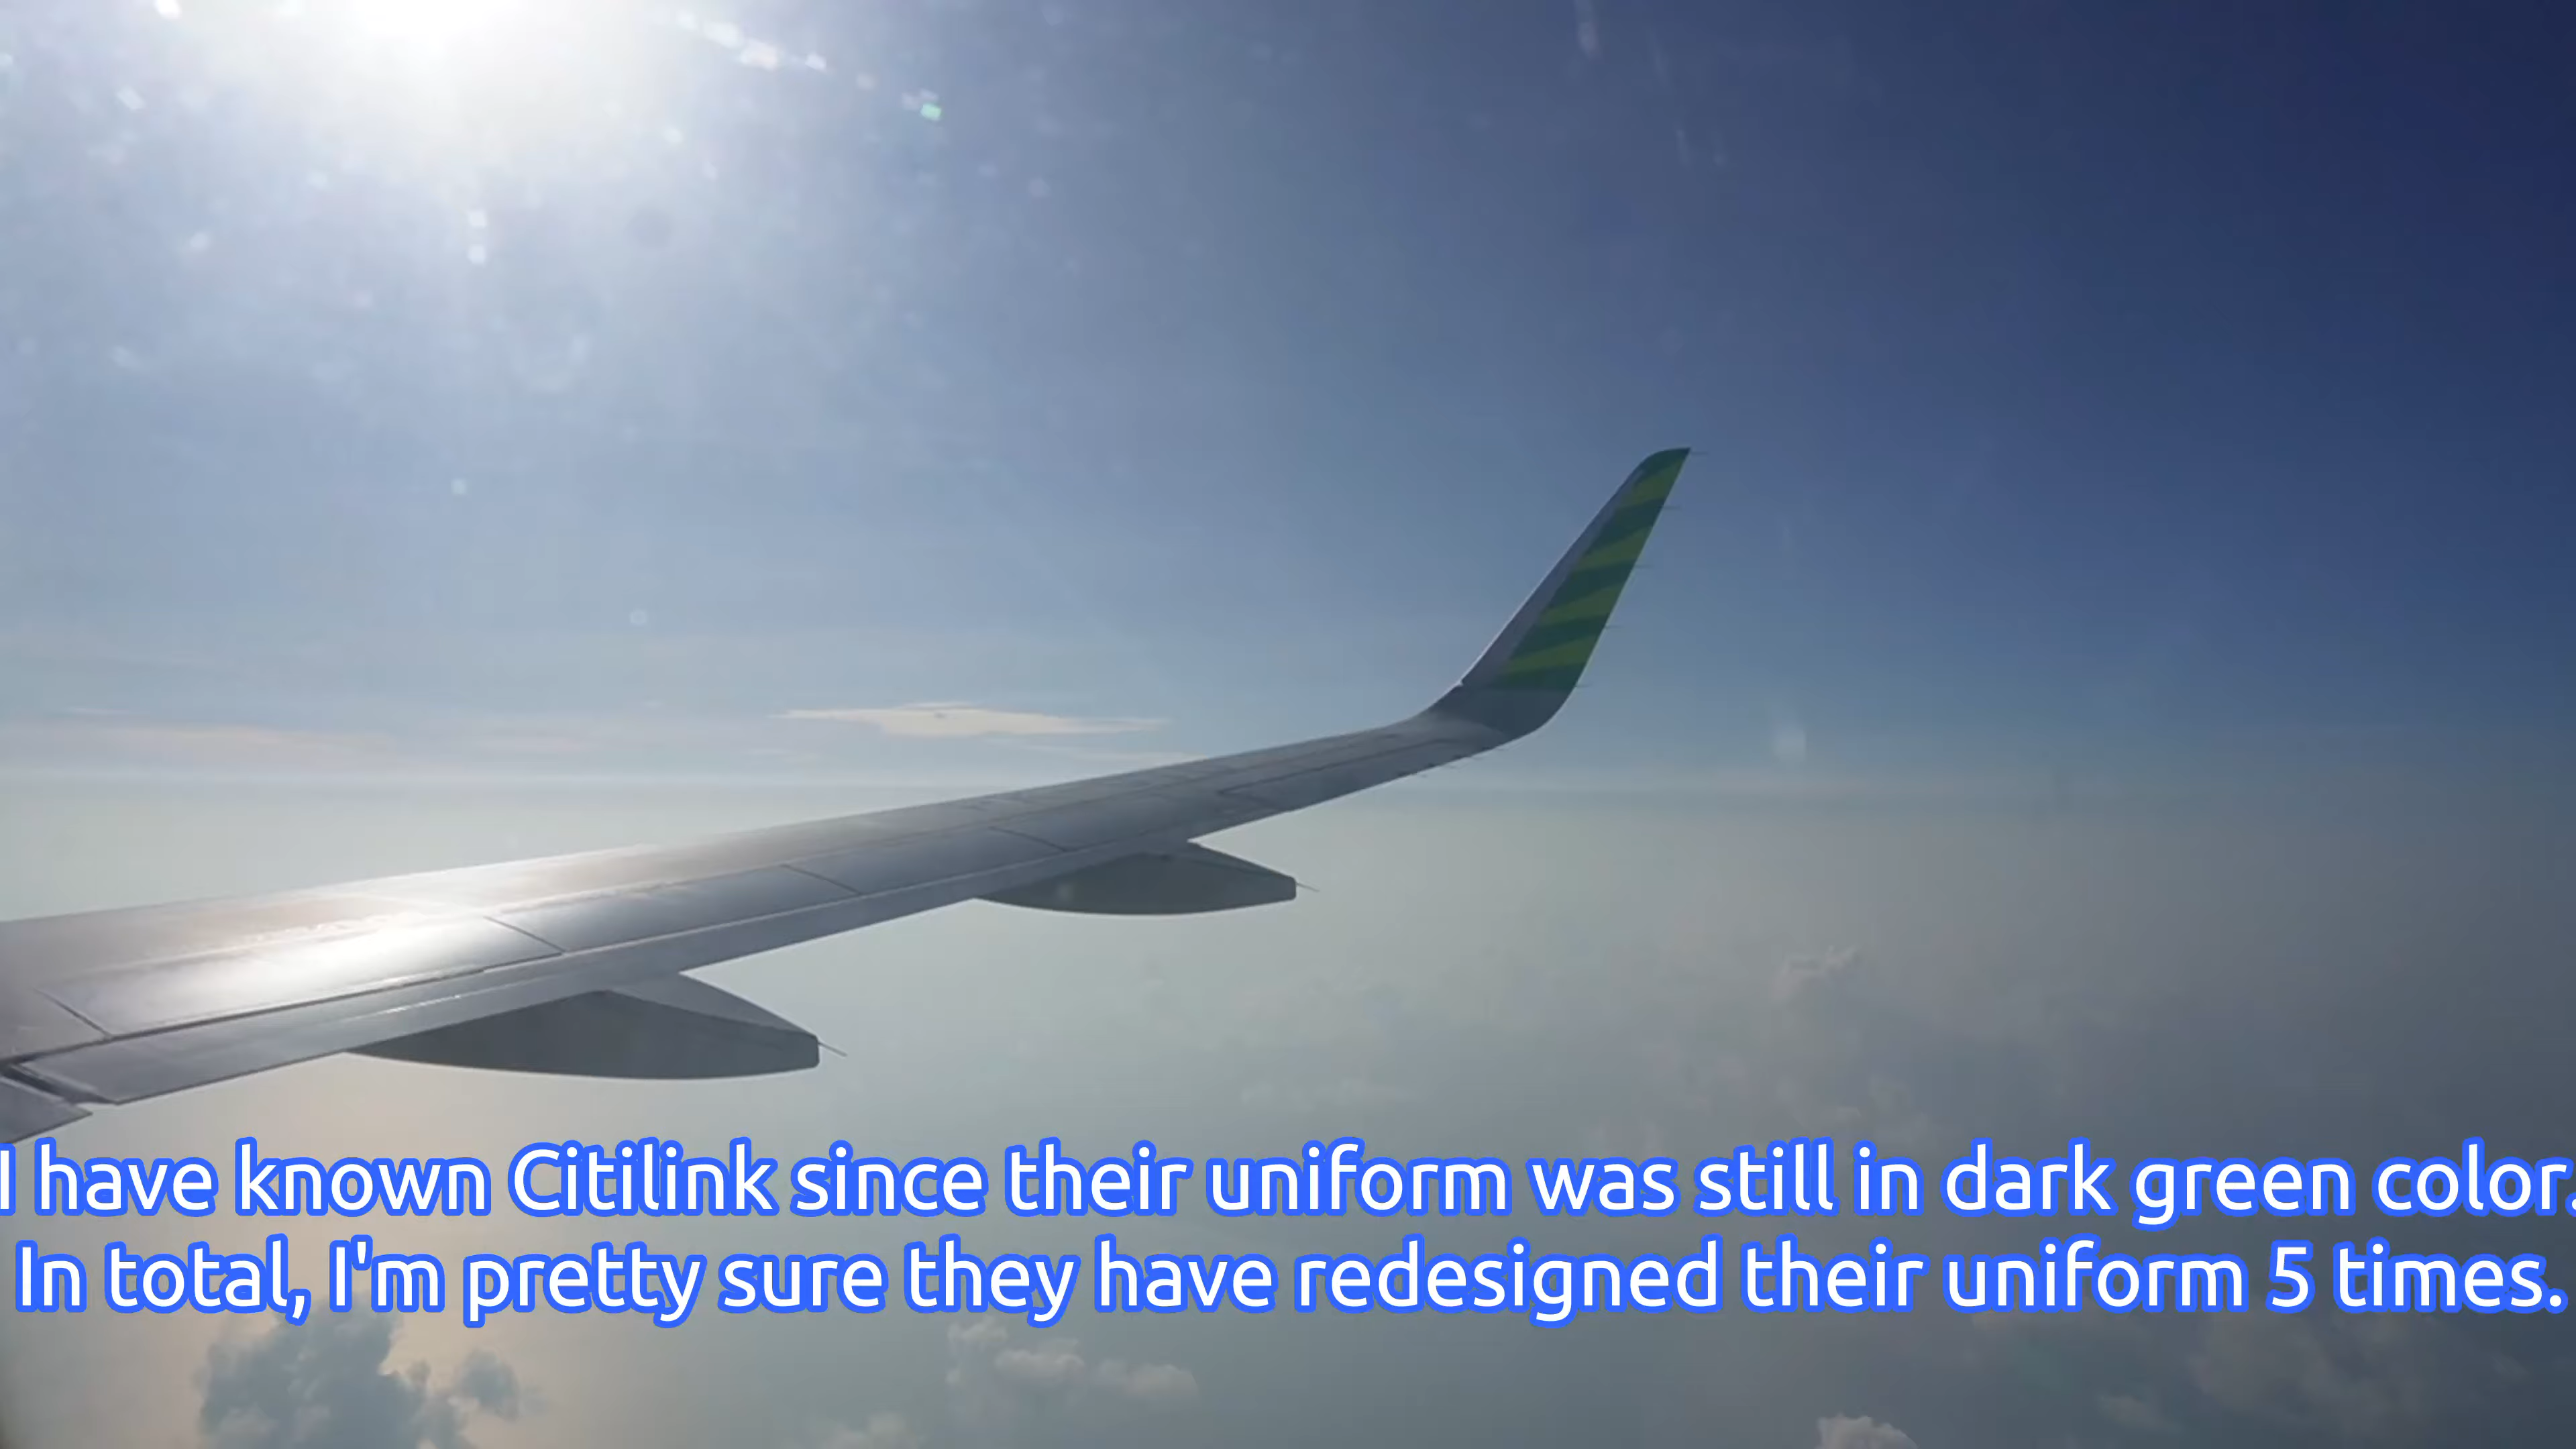 I have known Citilink since their uniform was still in dark green color.
In total, I'm pretty sure they have redesigned their uniform 5 times.